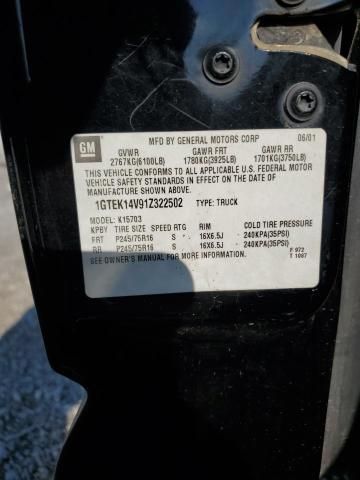 GM
MFD BY GENERAL MOTORS CORP 06/01
GVWR GAWR FRT GAWR RR
2767KG(6100LB) 1780KG(3925LB) 1701KG(3750LB)
THIS VEHICLE CONFORMS TO ALL APPLICABLE U.S. FEDERAL MOTOR
VEHICLE SAFETY STANDARDS IN EFFECT ON THE DATE OF
MANUFACTURE SHOWN ABOVE.
1GTEK14V91Z322502 TYPE: TRUCK
MODEL: K15703
KPBY TIRE SIZE SPEED RTG RIM COLD TIRE PRESSURE
FRT P245/75R16 S 16X6.5J 240KPA(35PSI)
RR P245/75R16 S 16X6.5J 240KPA(35PSI)
SEE OWNER'S MANUAL FOR MORE INFORMATION
F 972
T 1087